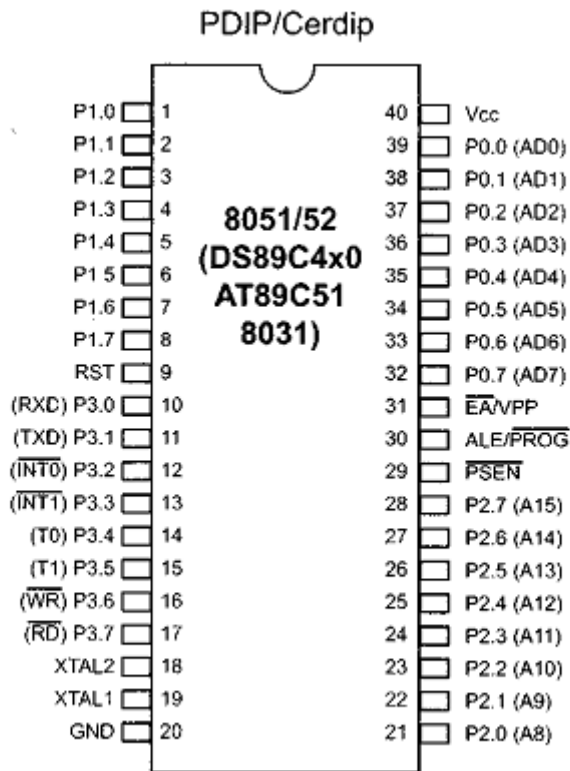 PDIP/Cerdip
8051/52
(DS89C4x0
AT89C51
8031)
P1.0 1
P1.1 2
P1.2 3
P1.3 4
P1.4 5
P1 5 6
P1.6 7
P1.7 8
RST 9
(RXD) P3.0 10
(TXD) P3.1 11
(INT0) P3.2 12
(INT1) P3.3 13
(T0) P3.4 14
(T1) P3.5 15
(WR) P3.6 16
(RD) P3.7 17
XTAL2 18
XTAL1 19
GND 20
40 Vcc
39 P0.0 (AD0)
38 P0.1 (AD1)
37 P0.2 (AD2)
36 P0.3 (AD3)
35 P0.4 (AD4)
34 P0.5 (AD5)
33 P0.6 (AD6)
32 P0.7 (AD7)
31 EA/VPP
30 ALE/PROG
29 PSEN
28 P2.7 (A15)
27 P2.6 (A14)
26 P2.5 (A13)
25 P2.4 (A12)
24 P2.3 (A11)
23 P2.2 (A10)
22 P2.1 (A9)
21 P2.0 (A8)